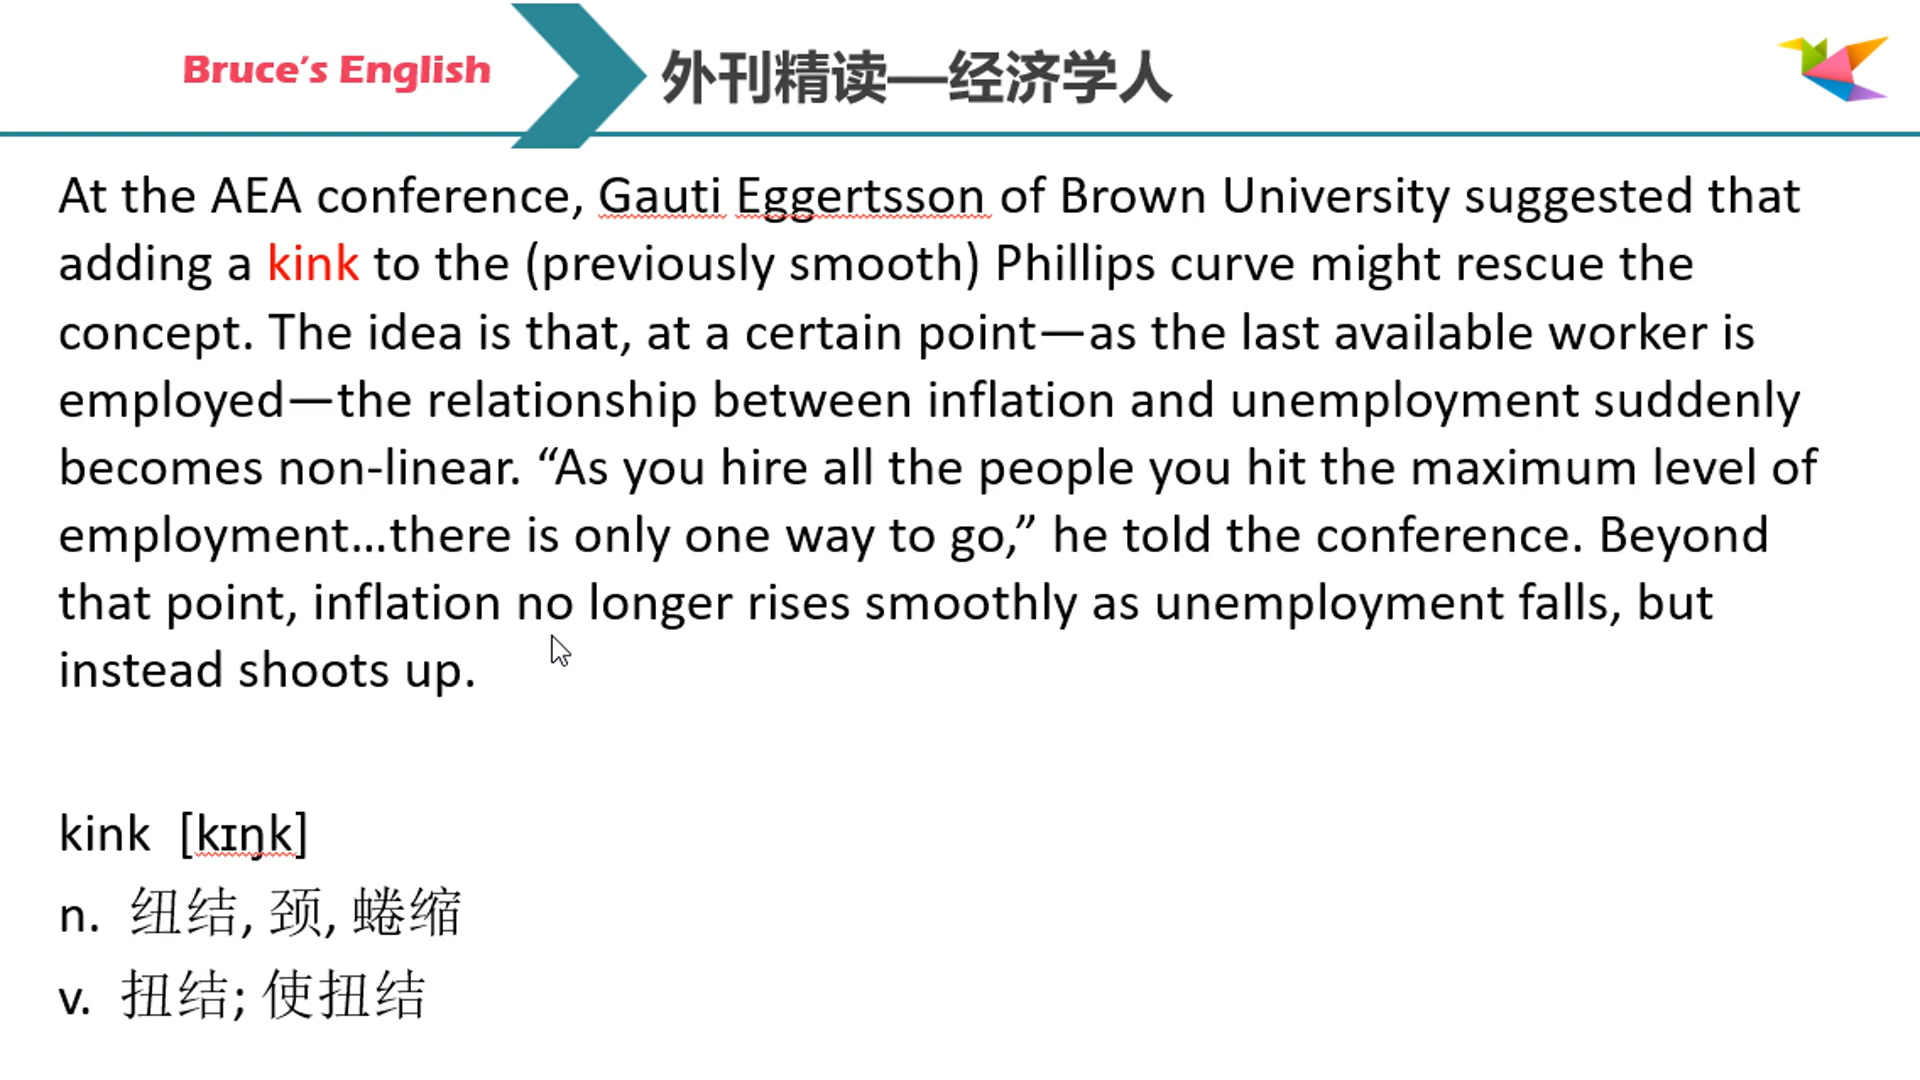 Bruce's English
外刊精读—经济学人
At the AEA conference, Gauti Eggertsson of Brown University suggested that
adding a kink to the (previously smooth) Phillips curve might rescue the
concept. The idea is that, at a certain point—as the last available worker is
employed—the relationship between inflation and unemployment suddenly
becomes non-linear. “As you hire all the people you hit the maximum level of
employment…there is only one way to go,” he told the conference. Beyond
that point, inflation no longer rises smoothly as unemployment falls, but
instead shoots up.
kink [kɪŋk]
n. 纽结, 颈, 蜷缩
v. 扭结; 使扭结